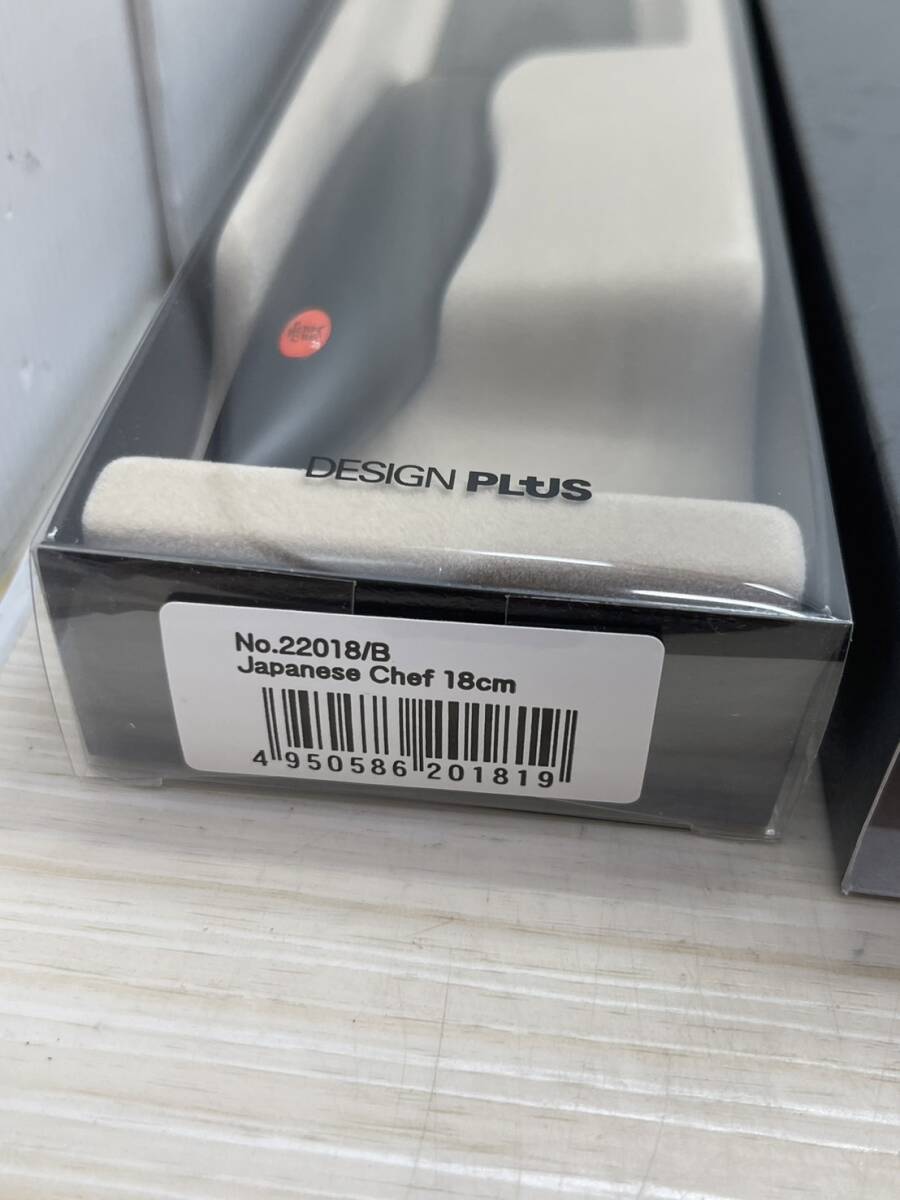 DESIGN PLUS
No.22018/B
Japanese Chef 18cm
4 950586 201819